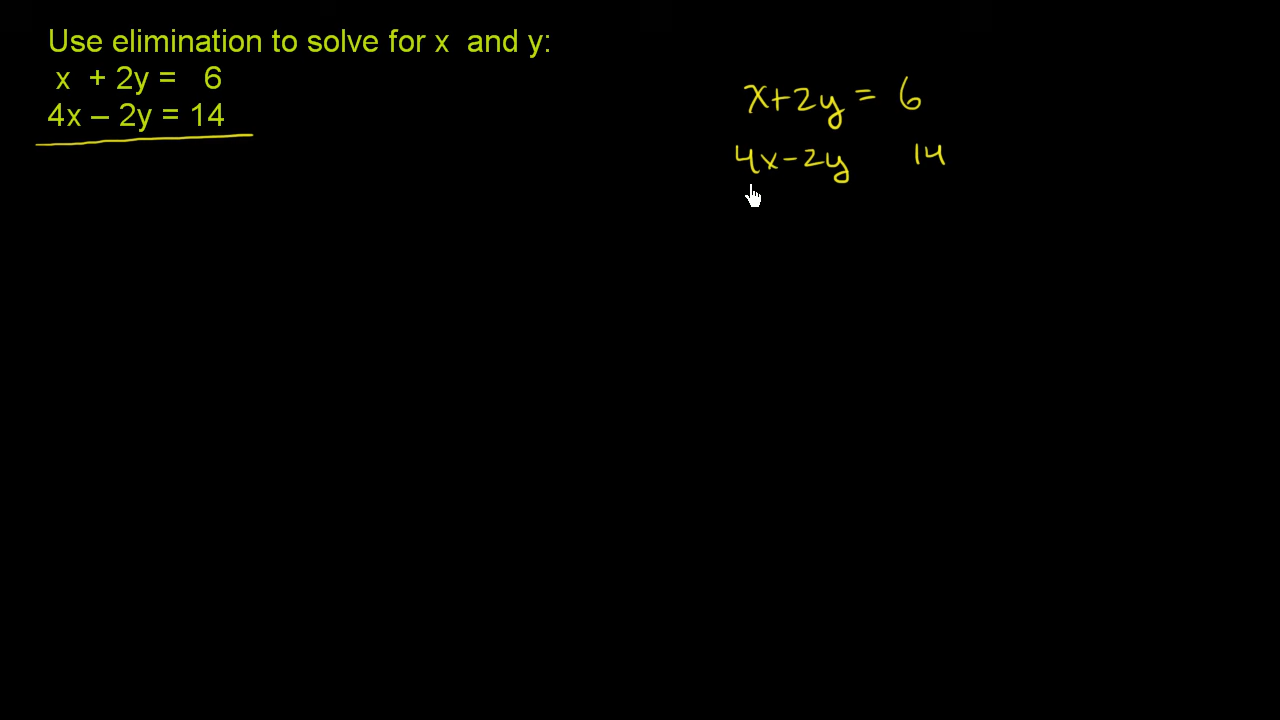 Use elimination to solve for x and y:
x + 2y = 6
4x – 2y = 14
x+2y = 6
4x-2y 14